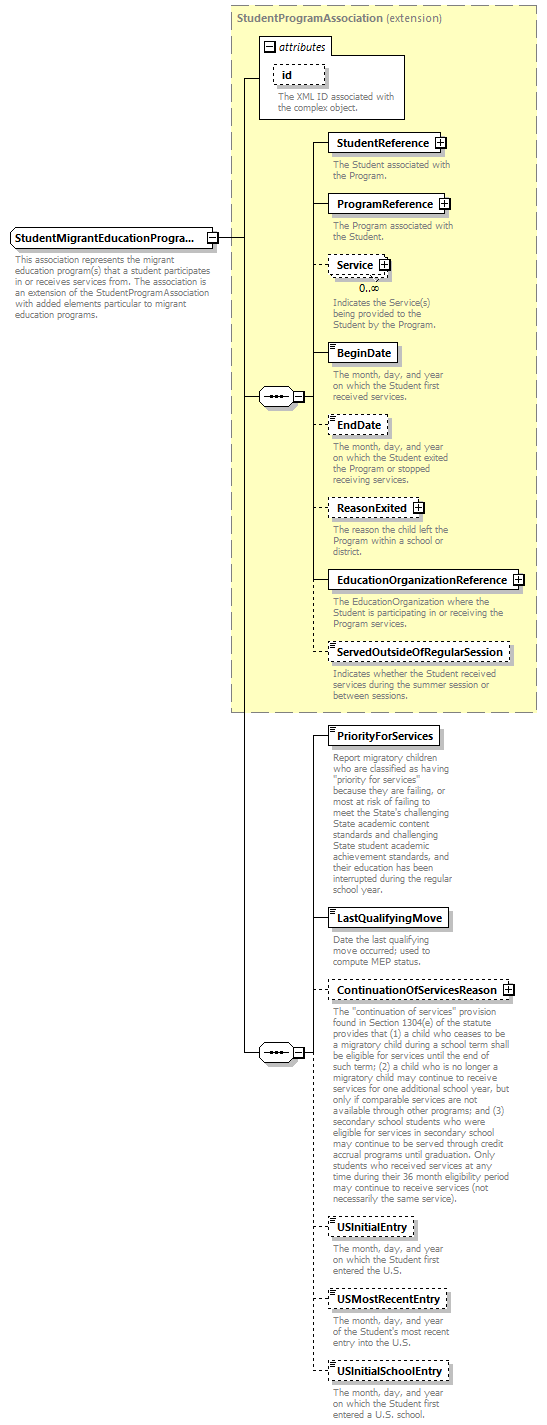 StudentProgramAssociation (extension)
attributes
id
The XML ID associated with
the complex object.
StudentReference
The Student associated with
the Program.
ProgramReference
The Program associated with
the Student.
StudentMigrantEducationProgra...
This association represents the migrant
education program(s) that a student participates
in or receives services from. The association is
an extension of the StudentProgramAssociation
with added elements particular to migrant
education programs.
Service
0..∞
Indicates the Service(s)
being provided to the
Student by the Program.
BeginDate
The month, day, and year
on which the Student first
received services.
EndDate
The month, day, and year
on which the Student exited
the Program or stopped
receiving services.
ReasonExited
The reason the child left the
Program within a school or
district.
EducationOrganizationReference
The EducationOrganization where the
Student is participating in or receiving the
Program services.
ServedOutsideOfRegularSession
Indicates whether the Student received
services during the summer session or
between sessions.
PriorityForServices
Report migratory children
who are classified as having
"priority for services"
because they are failing, or
most at risk of failing to
meet the State's challenging
State academic content
standards and challenging
State student academic
achievement standards, and
their education has been
interrupted during the regular
school year.
LastQualifyingMove
Date the last qualifying
move occurred; used to
compute MEP status.
ContinuationOfServicesReason
The "continuation of services" provision
found in Section 1304(e) of the statute
provides that (1) a child who ceases to be
a migratory child during a school term shall
be eligible for services until the end of
such term; (2) a child who is no longer a
migratory child may continue to receive
services for one additional school year, but
only if comparable services are not
available through other programs; and (3)
secondary school students who were
eligible for services in secondary school
may continue to be served through credit
accrual programs until graduation. Only
students who received services at any
time during their 36 month eligibility period
may continue to receive services (not
necessarily the same service).
USInitialEntry
The month, day, and year
on which the Student first
entered the U.S.
USMostRecentEntry
The month, day, and year
of the Student's most recent
entry into the U.S.
USInitialSchoolEntry
The month, day, and year
on which the Student first
entered a U.S. school.